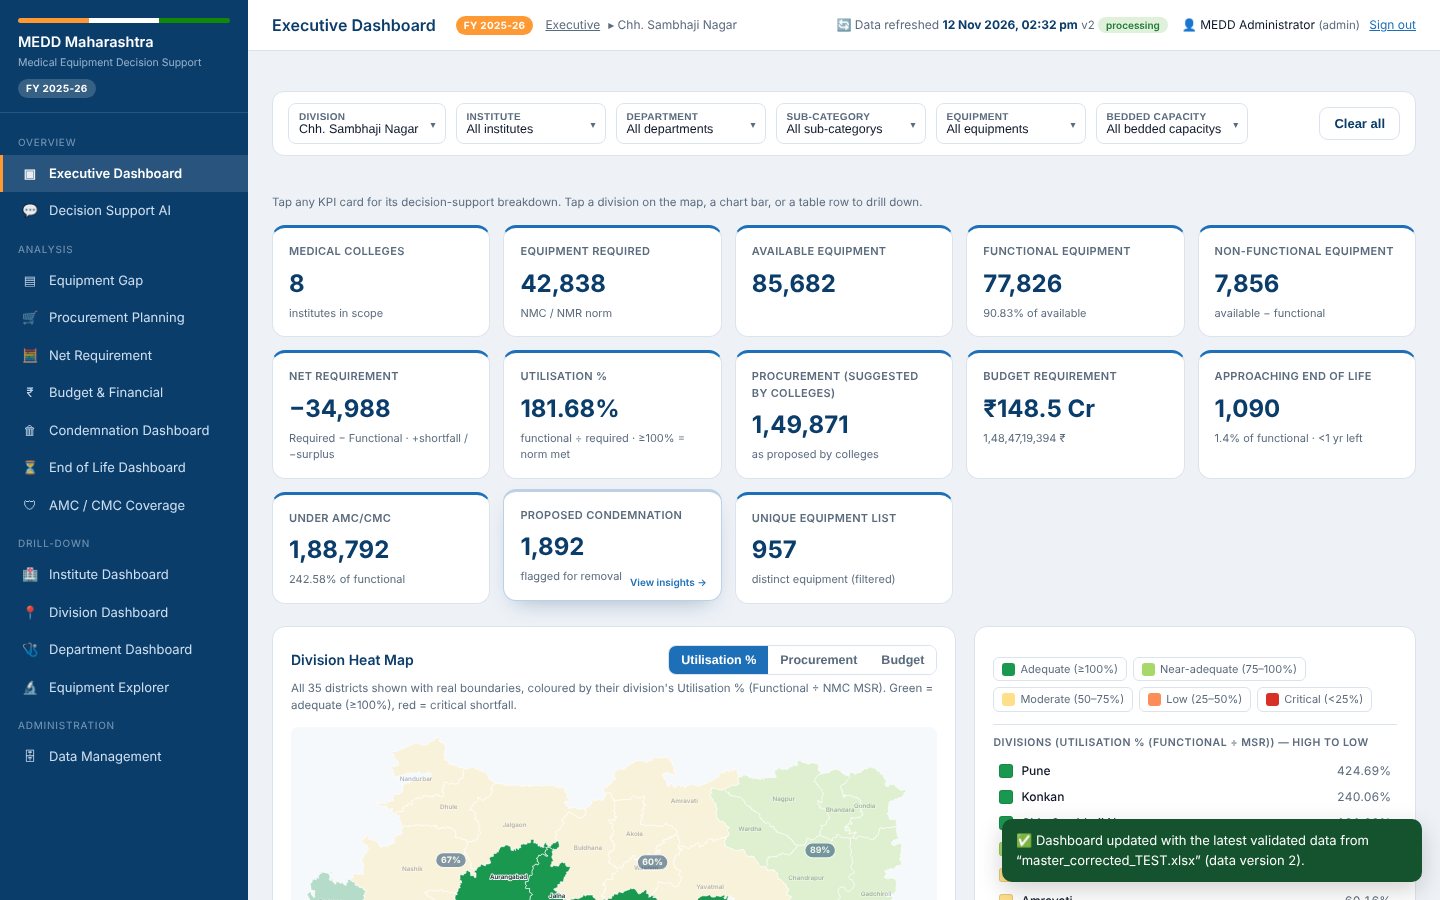 MEDD Maharashtra
Medical Equipment Decision Support
FY 2025-26
OVERVIEW
Executive Dashboard
Decision Support AI
ANALYSIS
Equipment Gap
Procurement Planning
Net Requirement
₹ Budget & Financial
Condemnation Dashboard
End of Life Dashboard
AMC / CMC Coverage
DRILL-DOWN
Institute Dashboard
Division Dashboard
Department Dashboard
Equipment Explorer
ADMINISTRATION
Data Management
Executive Dashboard FY 2025-26 Executive ▸ Chh. Sambhaji Nagar
Data refreshed 12 Nov 2026, 02:32 pm v2 processing MEDD Administrator (admin) Sign out
DIVISION
Chh. Sambhaji Nagar
INSTITUTE
All institutes
DEPARTMENT
All departments
SUB-CATEGORY
All sub-categorys
EQUIPMENT
All equipments
BEDDED CAPACITY
All bedded capacitys
Clear all
Tap any KPI card for its decision-support breakdown. Tap a division on the map, a chart bar, or a table row to drill down.
MEDICAL COLLEGES
8
institutes in scope
EQUIPMENT REQUIRED
42,838
NMC / NMR norm
AVAILABLE EQUIPMENT
85,682
FUNCTIONAL EQUIPMENT
77,826
90.83% of available
NON-FUNCTIONAL EQUIPMENT
7,856
available − functional
NET REQUIREMENT
−34,988
Required − Functional · +shortfall /
−surplus
UTILISATION %
181.68%
functional ÷ required · ≥100% =
norm met
PROCUREMENT (SUGGESTED
BY COLLEGES)
1,49,871
as proposed by colleges
BUDGET REQUIREMENT
₹148.5 Cr
1,48,47,19,394 ₹
APPROACHING END OF LIFE
1,090
1.4% of functional · <1 yr left
UNDER AMC/CMC
1,88,792
242.58% of functional
PROPOSED CONDEMNATION
1,892
flagged for removal
View insights →
UNIQUE EQUIPMENT LIST
957
distinct equipment (filtered)
Division Heat Map
Utilisation % Procurement Budget
All 35 districts shown with real boundaries, coloured by their division's Utilisation % (Functional ÷ NMC MSR). Green =
adequate (≥100%), red = critical shortfall.
Nandurbar
Dhule
Jalgaon
Nashik
67%
Aurangabad
Jalna
Buldhana
Akola
60%
Amravati
Yavatmal
Wardha
Nagpur
Bhandara
Gondia
89%
Chandrapur
Gadchiroli
Adequate (≥100%)
Near-adequate (75–100%)
Moderate (50–75%)
Low (25–50%)
Critical (<25%)
DIVISIONS (UTILISATION % (FUNCTIONAL ÷ MSR)) — HIGH TO LOW
Pune 424.69%
Konkan 240.06%
✅ Dashboard updated with the latest validated data from
“master_corrected_TEST.xlsx” (data version 2).
Amravati 60.16%